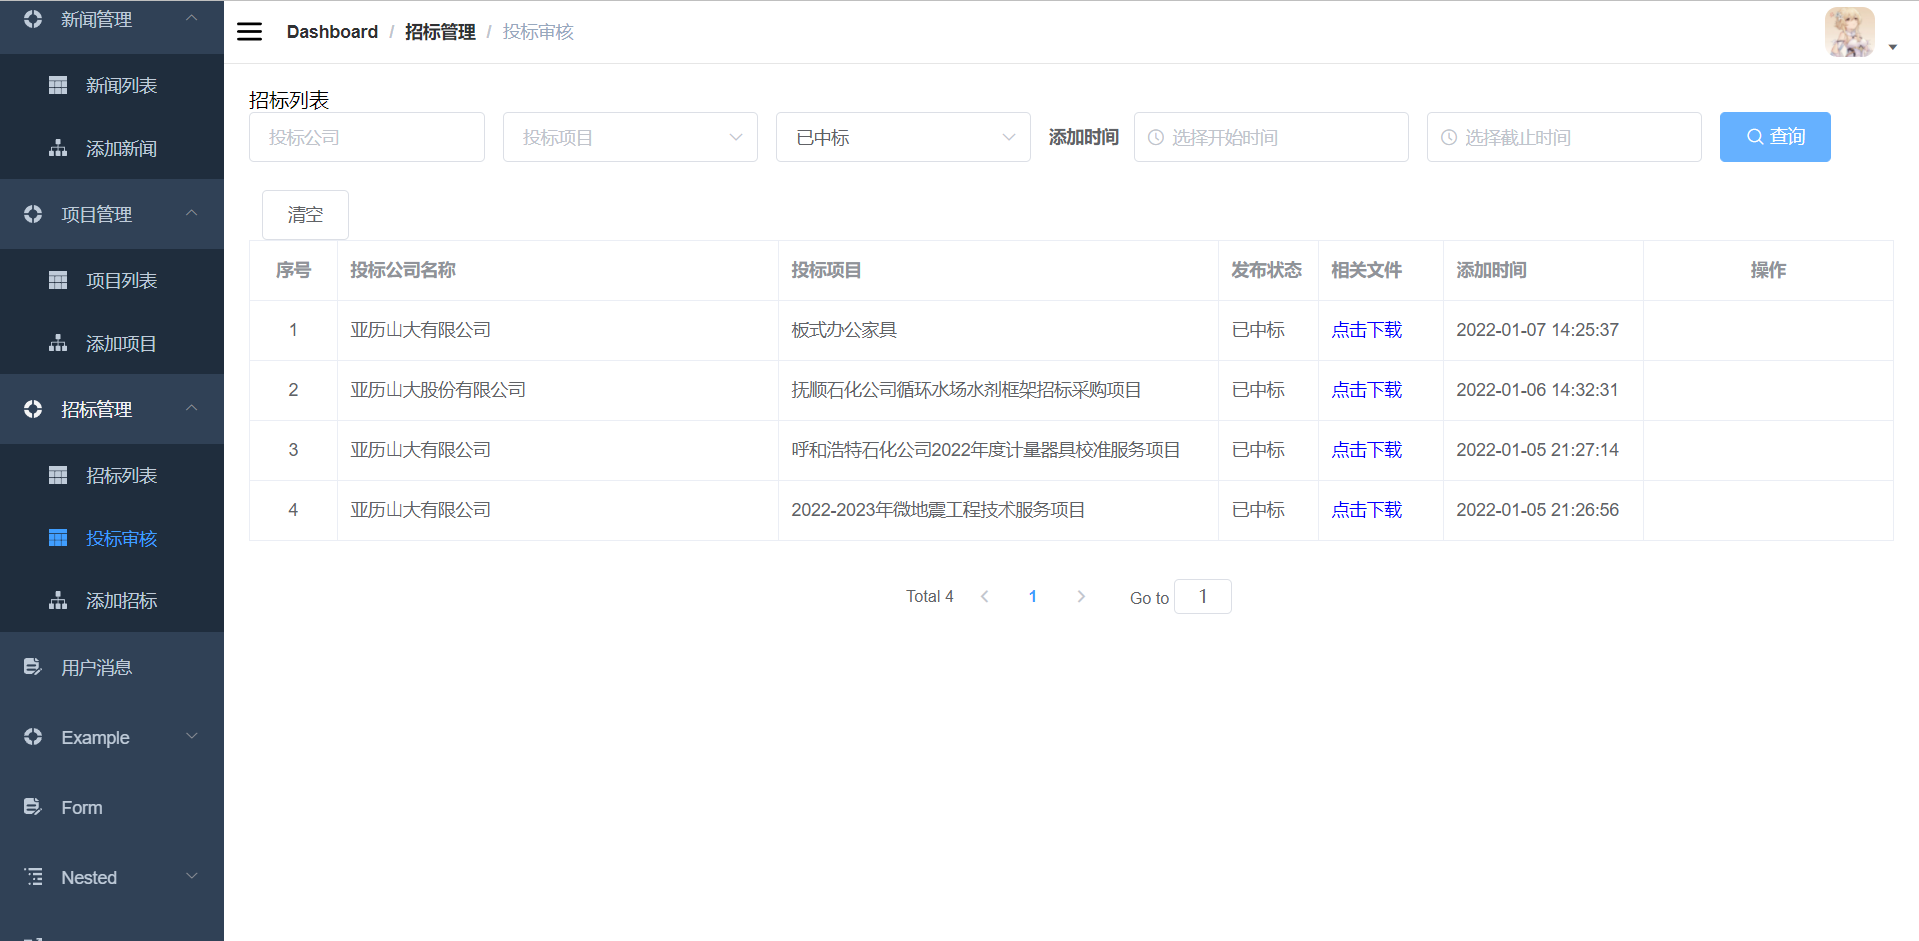 新闻管理
新闻列表
添加新闻
项目管理
项目列表
添加项目
招标管理
招标列表
投标审核
添加招标
用户消息
Example
Form
Nested
Dashboard / 招标管理 / 投标审核
招标列表
投标公司 投标项目 已中标 添加时间 选择开始时间 选择截止时间 查询
清空
序号 投标公司名称 投标项目 发布状态 相关文件 添加时间 操作
1 亚历山大有限公司 板式办公家具 已中标 点击下载 2022-01-07 14:25:37
2 亚历山大股份有限公司 抚顺石化公司循环水场水剂框架招标采购项目 已中标 点击下载 2022-01-06 14:32:31
3 亚历山大有限公司 呼和浩特石化公司2022年度计量器具校准服务项目 已中标 点击下载 2022-01-05 21:27:14
4 亚历山大有限公司 2022-2023年微地震工程技术服务项目 已中标 点击下载 2022-01-05 21:26:56
Total 4 1 Go to 1